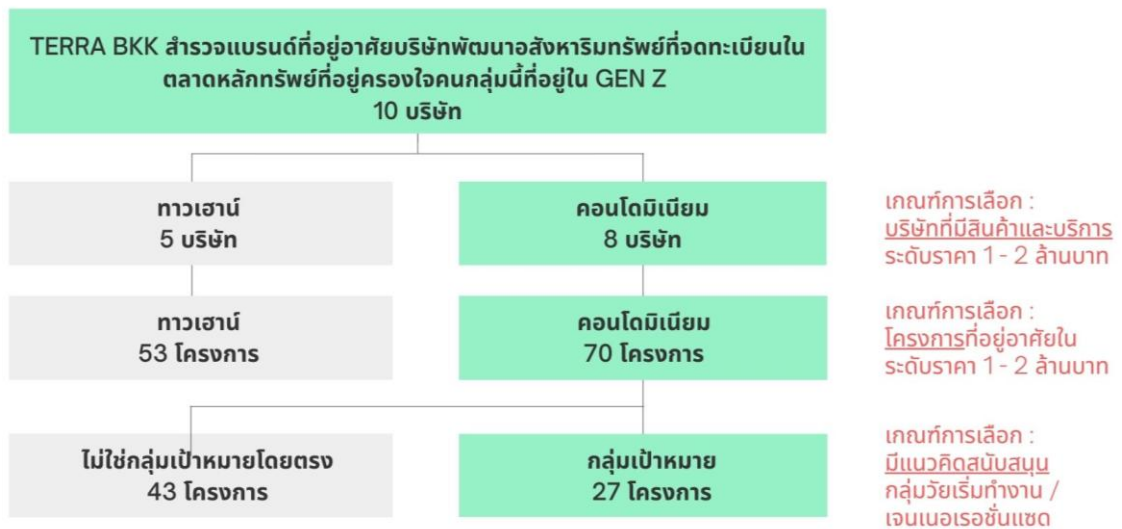 TERRA BKK สำรวจแบรนด์ที่อยู่อาศัยบริษัทพัฒนาอสังหาริมทรัพย์ที่จดทะเบียนใน
ตลาดหลักทรัพย์ที่อยู่ครองใจคนกลุ่มนี้ที่อยู่ใน GEN Z
10 บริษัท
ทาวเฮาน์
5 บริษัท
คอนโดมิเนียม
8 บริษัท
เกณฑ์การเลือก :
บริษัทที่มีสินค้าและบริการ
ระดับราคา 1 - 2 ล้านบาท
ทาวเฮาน์
53 โครงการ
คอนโดมิเนียม
70 โครงการ
เกณฑ์การเลือก :
โครงการที่อยู่อาศัยใน
ระดับราคา 1 - 2 ล้านบาท
ไม่ใช่กลุ่มเป้าหมายโดยตรง
43 โครงการ
กลุ่มเป้าหมาย
27 โครงการ
เกณฑ์การเลือก :
มีแนวคิดสนับสนุน
กลุ่มวัยเริ่มทำงาน /
เจนเนอเรอชั่นแซด